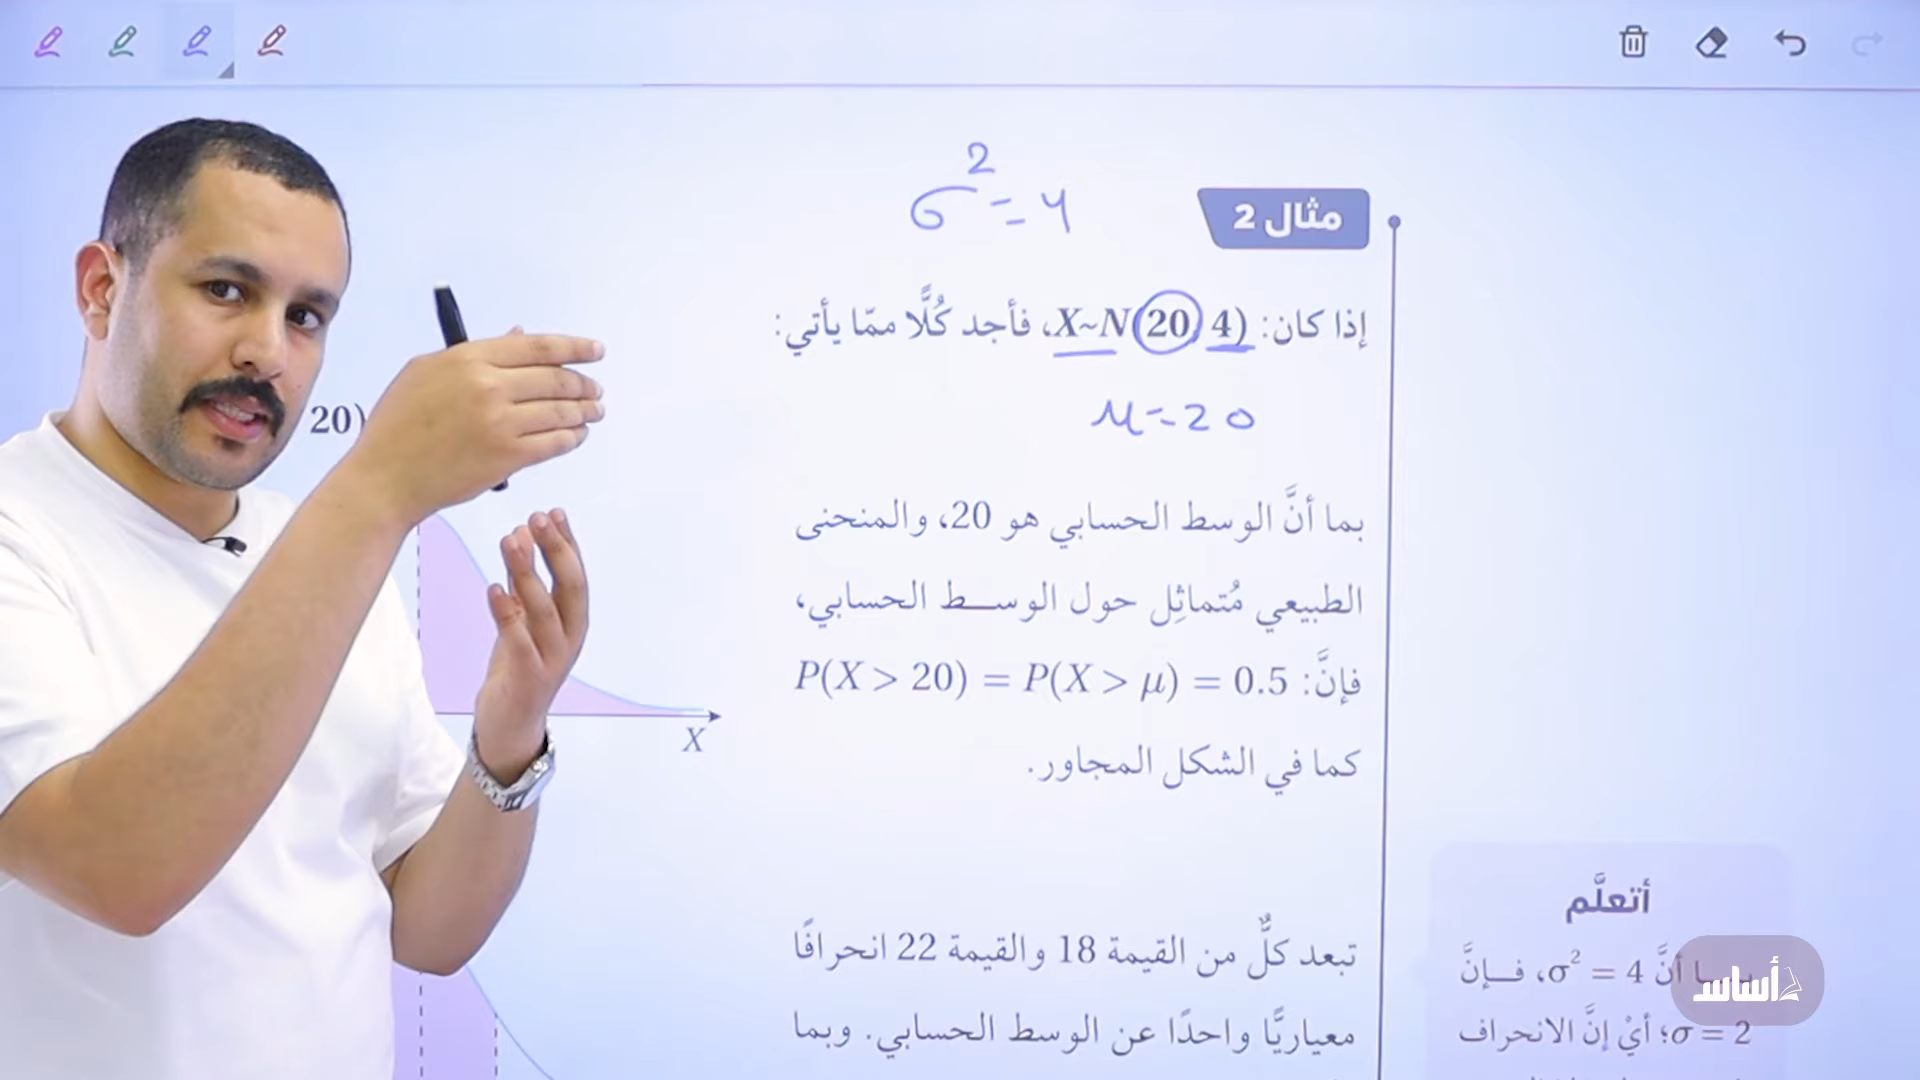 σ² = 4
مثال 2
إذا كان: X~N(20, 4)، فأجد كُلًّا ممّا يأتي:
μ = 20
20)
بما أنَّ الوسط الحسابي هو 20، والمنحنى
الطبيعي مُتماثِل حول الوسط الحسابي،
فإنَّ: P(X > 20) = P(X > μ) = 0.5
كما في الشكل المجاور.
X
تبعد كلٌّ من القيمة 18 والقيمة 22 انحرافًا
معياريًّا واحدًا عن الوسط الحسابي. وبما
أتعلَّم
بما أنَّ σ² = 4، فإنَّ
σ = 2؛ أيْ إنَّ الانحراف
أساس